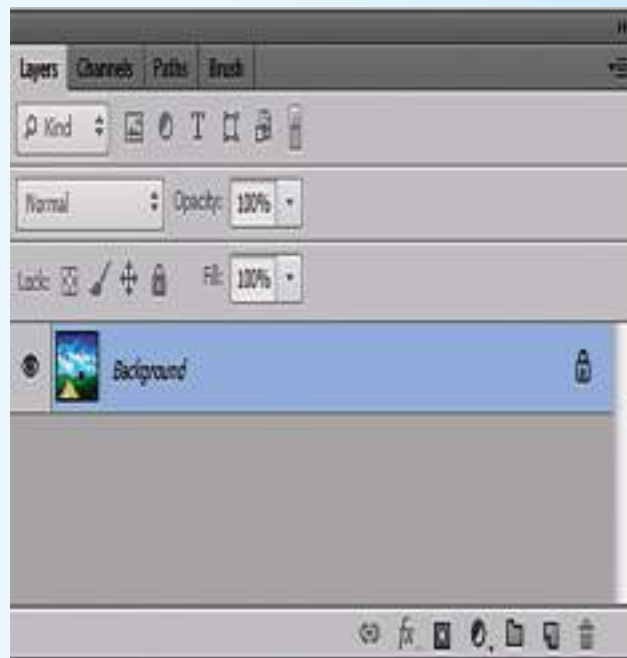 Layers Channels Paths Brush
Kind T
Normal Opacity: 100%
Lock: Fill: 100%
Background
fx